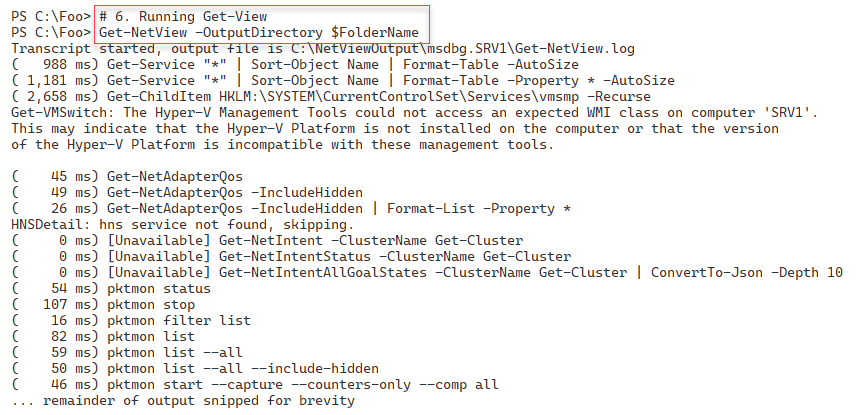 PS C:\Foo> # 6. Running Get-View
PS C:\Foo> Get-NetView -OutputDirectory $FolderName
Transcript started, output file is C:\NetViewOutput\msdbg.SRV1\Get-NetView.log
(   988 ms) Get-Service "*" | Sort-Object Name | Format-Table -AutoSize
( 1,181 ms) Get-Service "*" | Sort-Object Name | Format-Table -Property * -AutoSize
( 2,658 ms) Get-ChildItem HKLM:\SYSTEM\CurrentControlSet\Services\vmsmp -Recurse
Get-VMSwitch: The Hyper-V Management Tools could not access an expected WMI class on computer 'SRV1'.
This may indicate that the Hyper-V Platform is not installed on the computer or that the version
of the Hyper-V Platform is incompatible with these management tools.
(    45 ms) Get-NetAdapterQos
(    49 ms) Get-NetAdapterQos -IncludeHidden
(    26 ms) Get-NetAdapterQos -IncludeHidden | Format-List -Property *
HNSDetail: hns service not found, skipping.
(     0 ms) [Unavailable] Get-NetIntent -ClusterName Get-Cluster
(     0 ms) [Unavailable] Get-NetIntentStatus -ClusterName Get-Cluster
(     0 ms) [Unavailable] Get-NetIntentAllGoalStates -ClusterName Get-Cluster | ConvertTo-Json -Depth 10
(    54 ms) pktmon status
(   107 ms) pktmon stop
(    16 ms) pktmon filter list
(    82 ms) pktmon list
(    59 ms) pktmon list --all
(    50 ms) pktmon list --all --include-hidden
(    46 ms) pktmon start --capture --counters-only --comp all
... remainder of output snipped for brevity